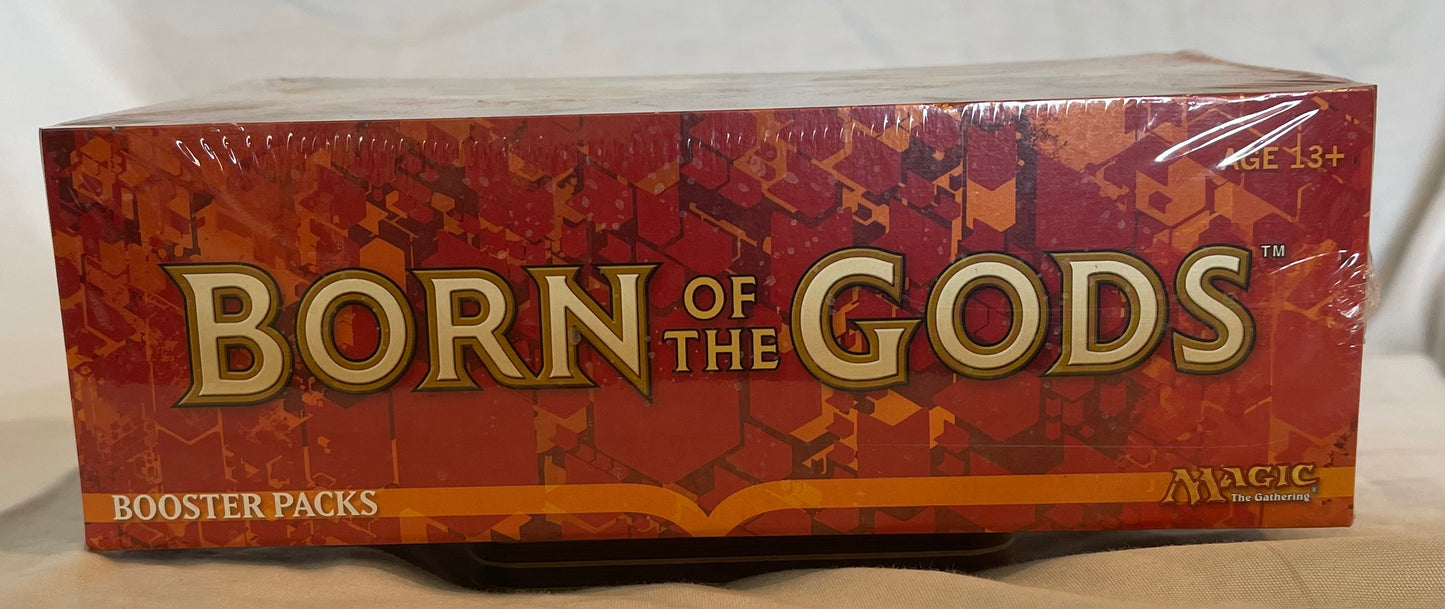 AGE 13+
BORN OF THE GODS™
BOOSTER PACKS
MAGIC
The Gathering®